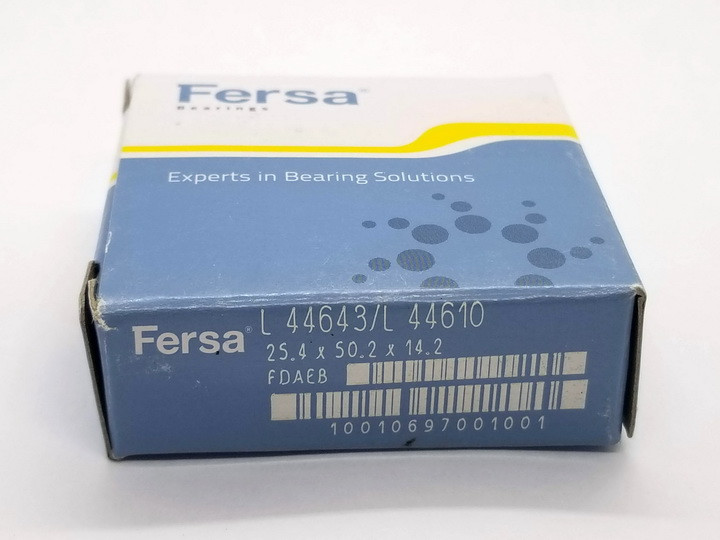 Fersa
Bearings
Experts in Bearing Solutions
Fersa®
L 44643/L 44610
25.4 x 50.2 x 14.2
FDAEB
10010697001001